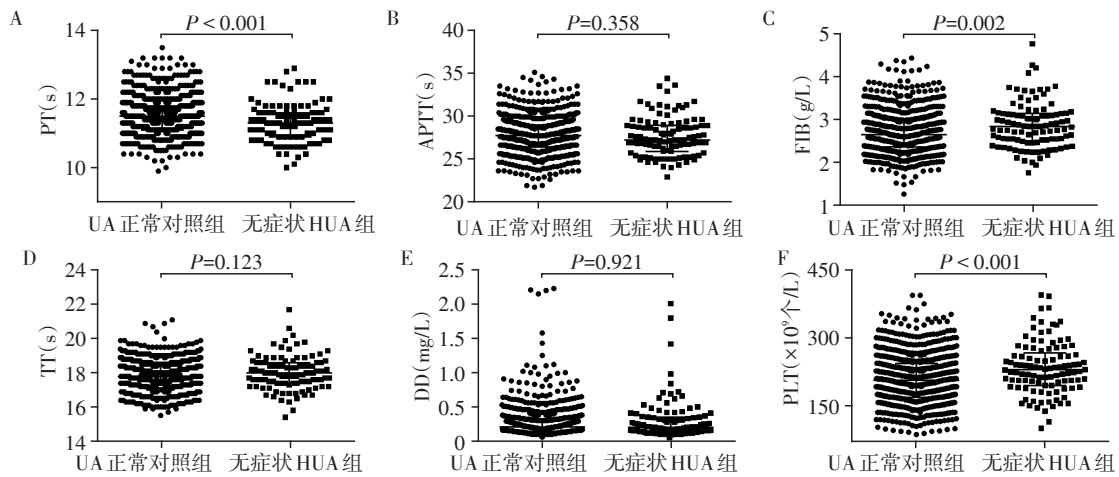 A
P < 0.001
PT(s)
14
12
10
UA 正常对照组
无症状 HUA 组
B
P=0.358
APTT(s)
40
35
30
25
20
UA 正常对照组
无症状 HUA 组
C
P=0.002
FIB(g/L)
5
4
3
2
1
UA 正常对照组
无症状 HUA 组
D
P=0.123
TT(s)
24
22
20
18
16
14
UA 正常对照组
无症状 HUA 组
E
P=0.921
DD(mg/L)
2.5
2.0
1.5
1.0
0.5
0
UA 正常对照组
无症状 HUA 组
F
P < 0.001
PLT(×10⁹个/L)
450
300
150
UA 正常对照组
无症状 HUA 组